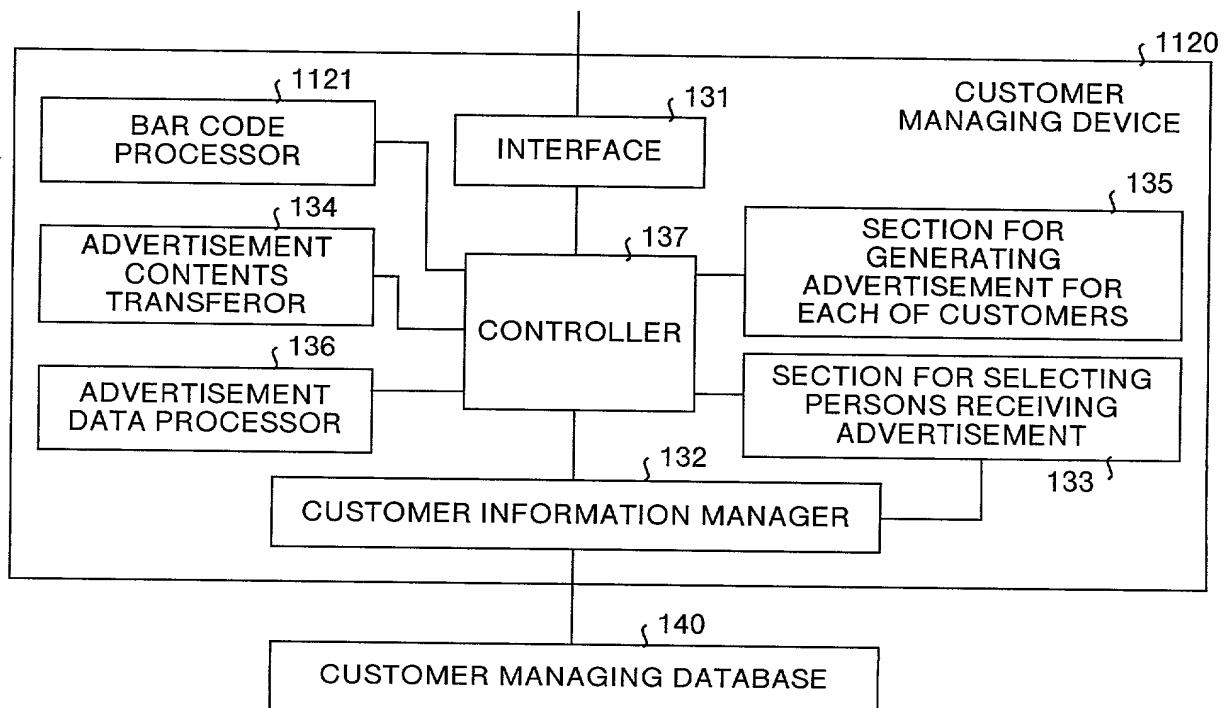 1120
CUSTOMER
MANAGING DEVICE
1121
BAR CODE
PROCESSOR
131
INTERFACE
134
ADVERTISEMENT
CONTENTS
TRANSFEROR
137
CONTROLLER
135
SECTION FOR
GENERATING
ADVERTISEMENT FOR
EACH OF CUSTOMERS
136
ADVERTISEMENT
DATA PROCESSOR
SECTION FOR SELECTING
PERSONS RECEIVING
ADVERTISEMENT
133
132
CUSTOMER INFORMATION MANAGER
140
CUSTOMER MANAGING DATABASE